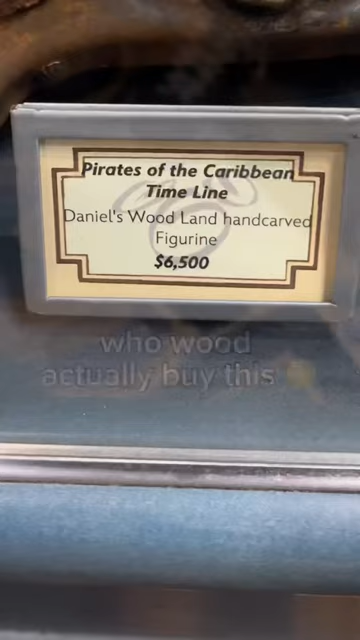 Pirates of the Caribbean
Time Line
Daniel's Wood Land handcarved
Figurine
$6,500
who wood
actually buy this